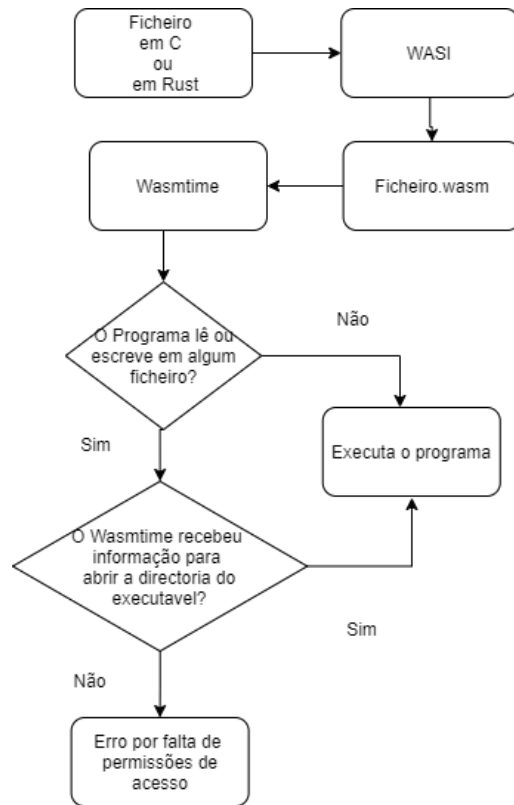 Ficheiro
em C
ou
em Rust
WASI
Wasmtime
Ficheiro.wasm
O Programa lê ou
escreve em algum
ficheiro?
Não
Sim
Executa o programa
O Wasmtime recebeu
informação para
abrir a directoria do
executavel?
Sim
Não
Erro por falta de
permissões de
acesso